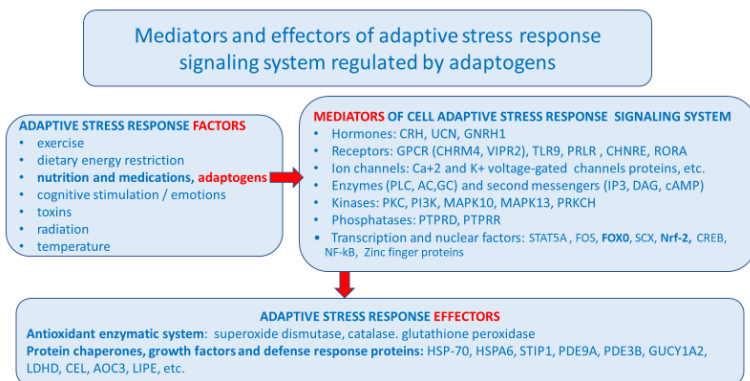 Mediators and effectors of adaptive stress response
signaling system regulated by adaptogens
ADAPTIVE STRESS RESPONSE FACTORS
• exercise
• dietary energy restriction
• nutrition and medications, adaptogens
• cognitive stimulation / emotions
• toxins
• radiation
• temperature
MEDIATORS OF CELL ADAPTIVE STRESS RESPONSE SIGNALING SYSTEM
• Hormones: CRH, UCN, GNRH1
• Receptors: GPCR (CHRM4, VIPR2), TLR9, PRLR , CHNRE, RORA
• Ion channels: Ca+2 and K+ voltage-gated channels proteins, etc.
• Enzymes (PLC, AC,GC) and second messengers (IP3, DAG, cAMP)
• Kinases: PKC, PI3K, MAPK10, MAPK13, PRKCH
• Phosphatases: PTPRD, PTPRR
• Transcription and nuclear factors: STAT5A , FOS, FOX0, SCX, Nrf-2, CREB,
NF-kB, Zinc finger proteins
ADAPTIVE STRESS RESPONSE EFFECTORS
Antioxidant enzymatic system: superoxide dismutase, catalase. glutathione peroxidase
Protein chaperones, growth factors and defense response proteins: HSP-70, HSPA6, STIP1, PDE9A, PDE3B, GUCY1A2,
LDHD, CEL, AOC3, LIPE, etc.